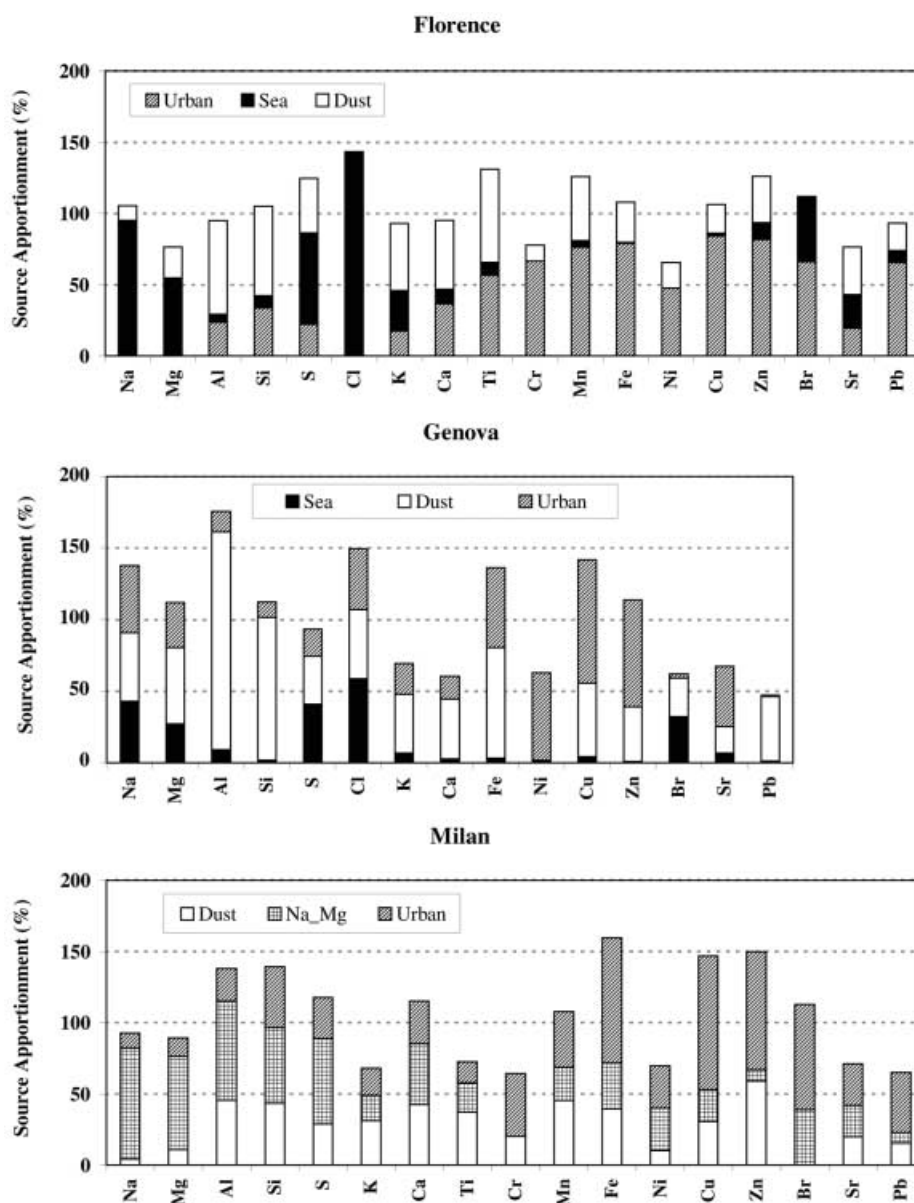 Florence
Source Apportionment (%)
200
150
100
50
0
Urban Sea Dust
Na Mg Al Si S Cl K Ca Ti Cr Mn Fe Ni Cu Zn Br Sr Pb
Genova
Source Apportionment (%)
200
150
100
50
0
Sea Dust Urban
Na Mg Al Si S Cl K Ca Fe Ni Cu Zn Br Sr Pb
Milan
Source Apportionment (%)
200
150
100
50
0
Dust Na_Mg Urban
Na Mg Al Si S K Ca Ti Cr Mn Fe Ni Cu Zn Br Sr Pb